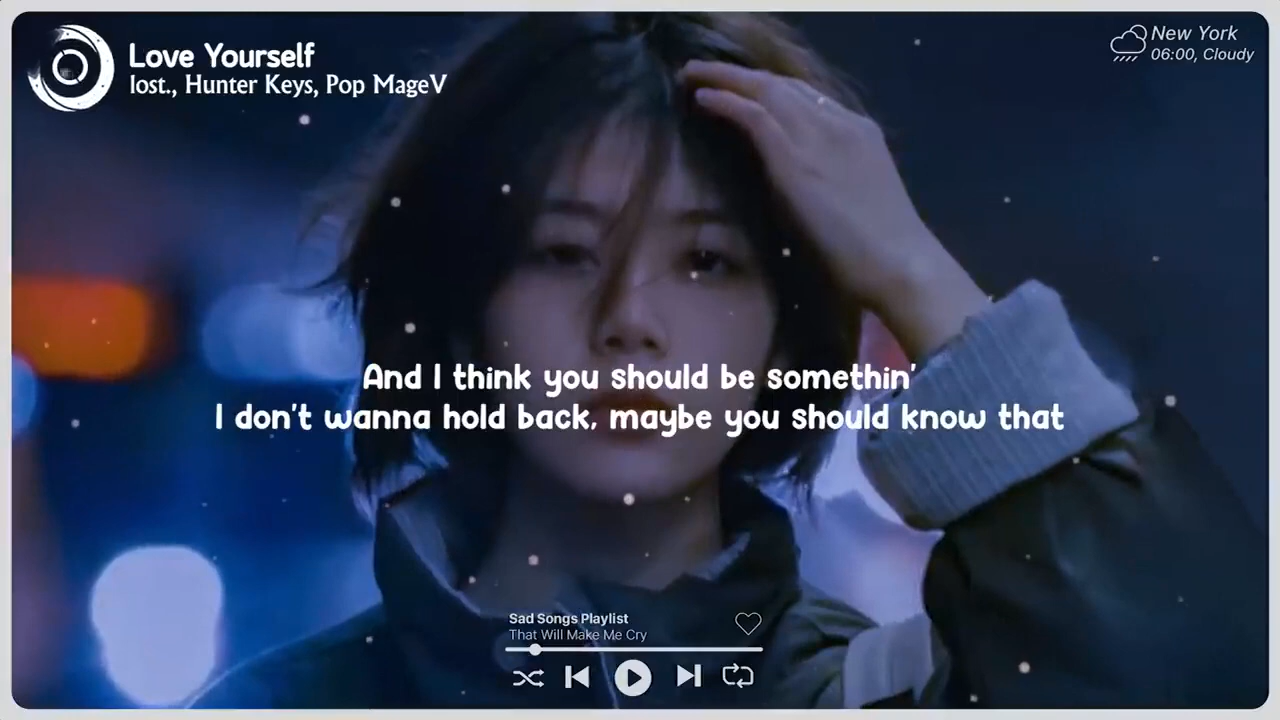 Love Yourself
lost., Hunter Keys, Pop MageV
New York
06:00, Cloudy
And I think you should be somethin'
I don't wanna hold back, maybe you should know that
Sad Songs Playlist
That Will Make Me Cry